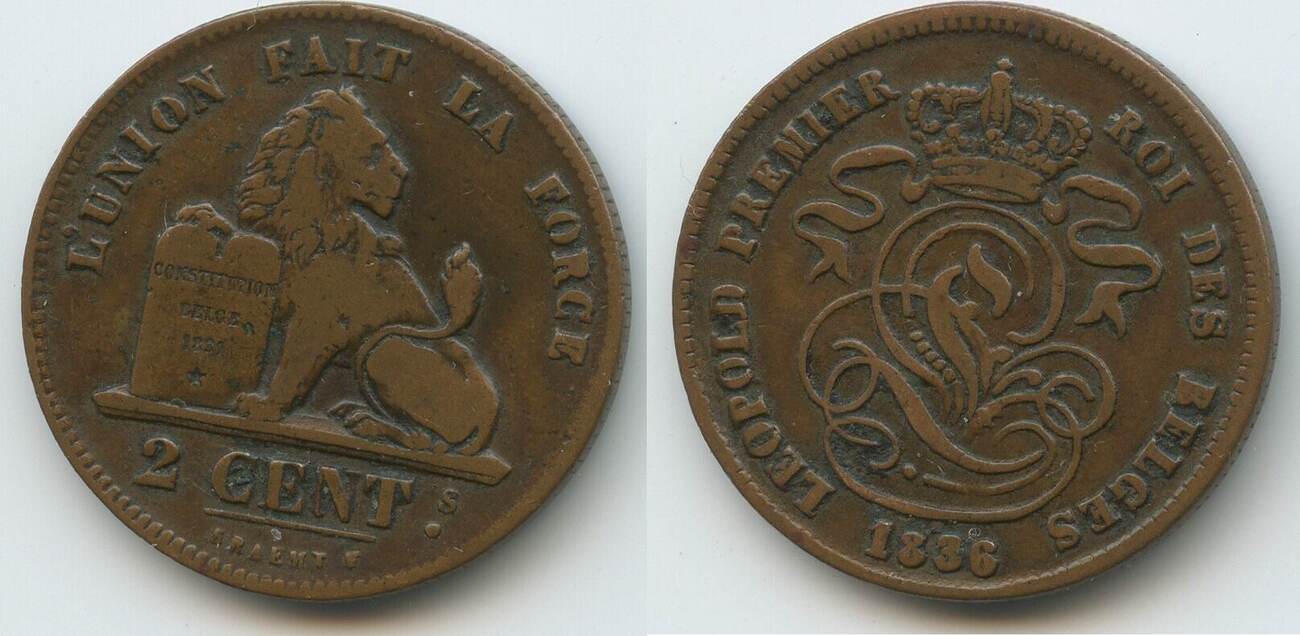 L'UNION FAIT LA FORCE
CONSTITUTION
BELGE
1831
2 CENT S
BRAEMT F
LEOPOLD PREMIER ROI DES BELGES
1836